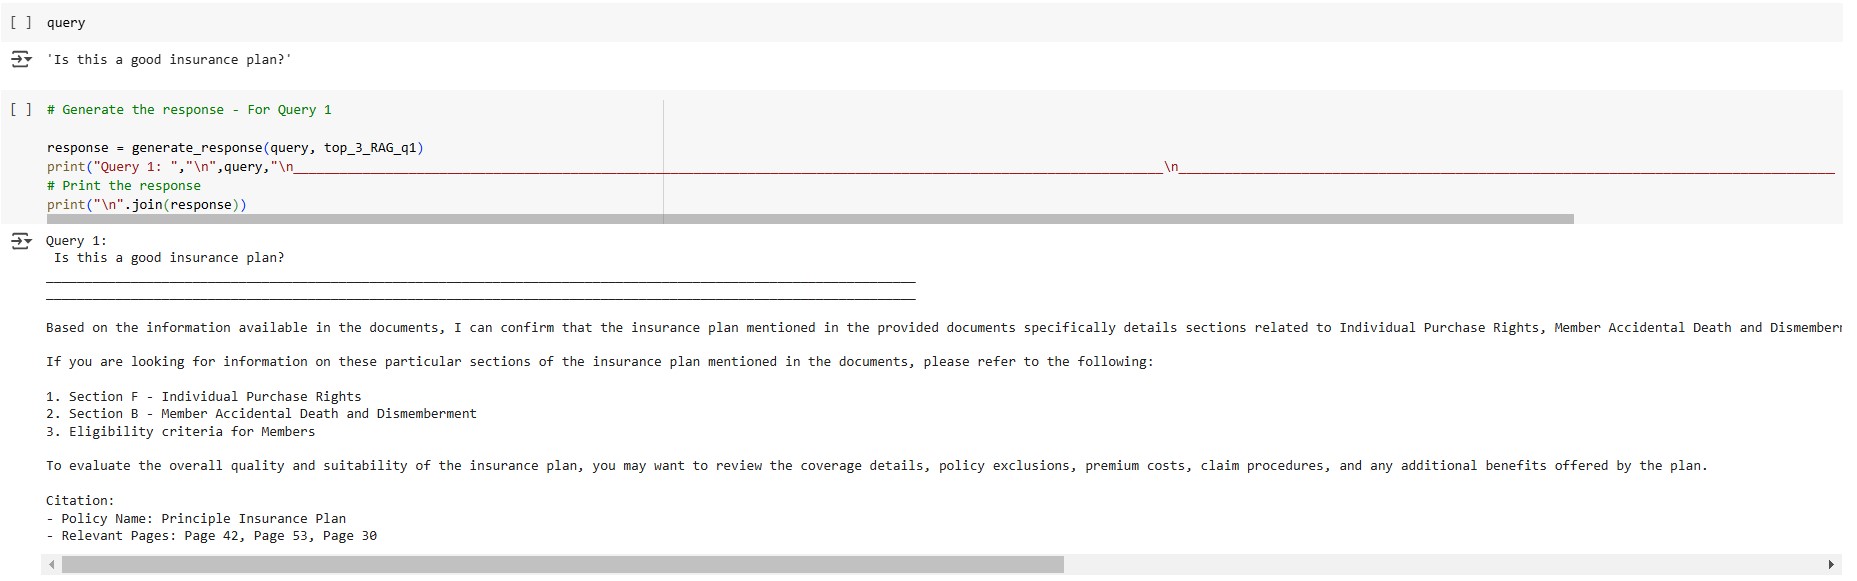 [ ] query
'Is this a good insurance plan?'
[ ] # Generate the response - For Query 1
response = generate_response(query, top_3_RAG_q1)
print("Query 1: ","\n",query,"\n____________________\n____________________
# Print the response
print("\n".join(response))
Query 1:
Is this a good insurance plan?
Based on the information available in the documents, I can confirm that the insurance plan mentioned in the provided documents specifically details sections related to Individual Purchase Rights, Member Accidental Death and
If you are looking for information on these particular sections of the insurance plan mentioned in the documents, please refer to the following:
1. Section F - Individual Purchase Rights
2. Section B - Member Accidental Death and Dismemberment
3. Eligibility criteria for Members
To evaluate the overall quality and suitability of the insurance plan, you may want to review the coverage details, policy exclusions, premium costs, claim procedures, and any additional benefits offered by the plan.
Citation:
- Policy Name: Principle Insurance Plan
- Relevant Pages: Page 42, Page 53, Page 30